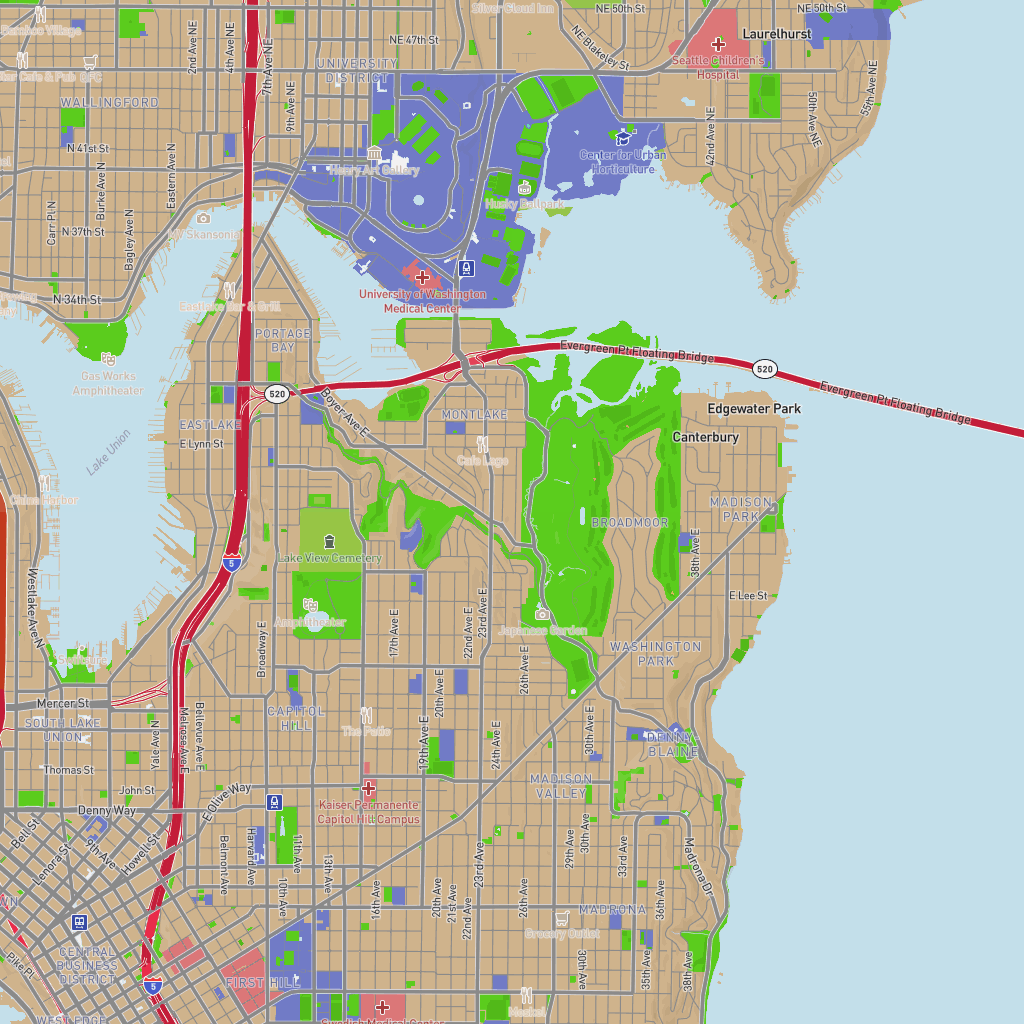 Silver Cloud Inn
NE 50th St
NE 50th St
Bamboo Village
2nd Ave NE
4th Ave NE
7th Ave NE
NE 47th St
NE Blakeley St
Laurelhurst
Seattle Children's
Hospital
Cafe & Pub
QFC
UNIVERSITY
DISTRICT
9th Ave NE
WALLINGFORD
55th Ave NE
50th Ave NE
42nd Ave NE
N 41st St
Center for Urban
Horticulture
Henry Art Gallery
Husky Ballpark
Eastern Ave N
Burke Ave N
Bagley Ave N
Carr Pl N
N 37th St
MV Skansonia
N 34th St
University of Washington
Medical Center
Eastlake Bar & Grill
PORTAGE
BAY
Gas Works
Amphitheater
Evergreen Pt Floating Bridge
520
Evergreen Pt Floating Bridge
520
Boyer Ave E
MONTLAKE
Edgewater Park
Canterbury
EASTLAKE
E Lynn St
Lake Union
Cafe Lago
China Harbor
MADISON
PARK
BROADMOOR
38th Ave E
Lake View Cemetery
5
Westlake Ave N
E Lee St
Amphitheater
17th Ave E
22nd Ave E
23rd Ave E
Japanese Garden
Broadway E
26th Ave E
WASHINGTON
PARK
20th Ave E
Mercer St
SOUTH LAKE
UNION
Yale Ave N
Melrose Ave E
Bellevue Ave E
CAPITOL
HILL
The Patio
19th Ave E
24th Ave E
30th Ave E
DENNY
BLAINE
Thomas St
John St
MADISON
VALLEY
Kaiser Permanente
Capitol Hill Campus
E Olive Way
Denny Way
Bell St
Lenora St
9th Ave
Howell St
Belmont Ave
Harvard Ave
11th Ave
10th Ave
13th Ave
16th Ave
20th Ave
21st Ave
22nd Ave
23rd Ave
26th Ave
29th Ave
30th Ave
33rd Ave
36th Ave
Madrona Dr
MADRONA
Grocery Outlet
CENTRAL
BUSINESS
DISTRICT
Pike Pl
5
FIRST HILL
30th Ave
35th Ave
38th Ave
Meskel
Swedish Medical Center
WEST EDGE